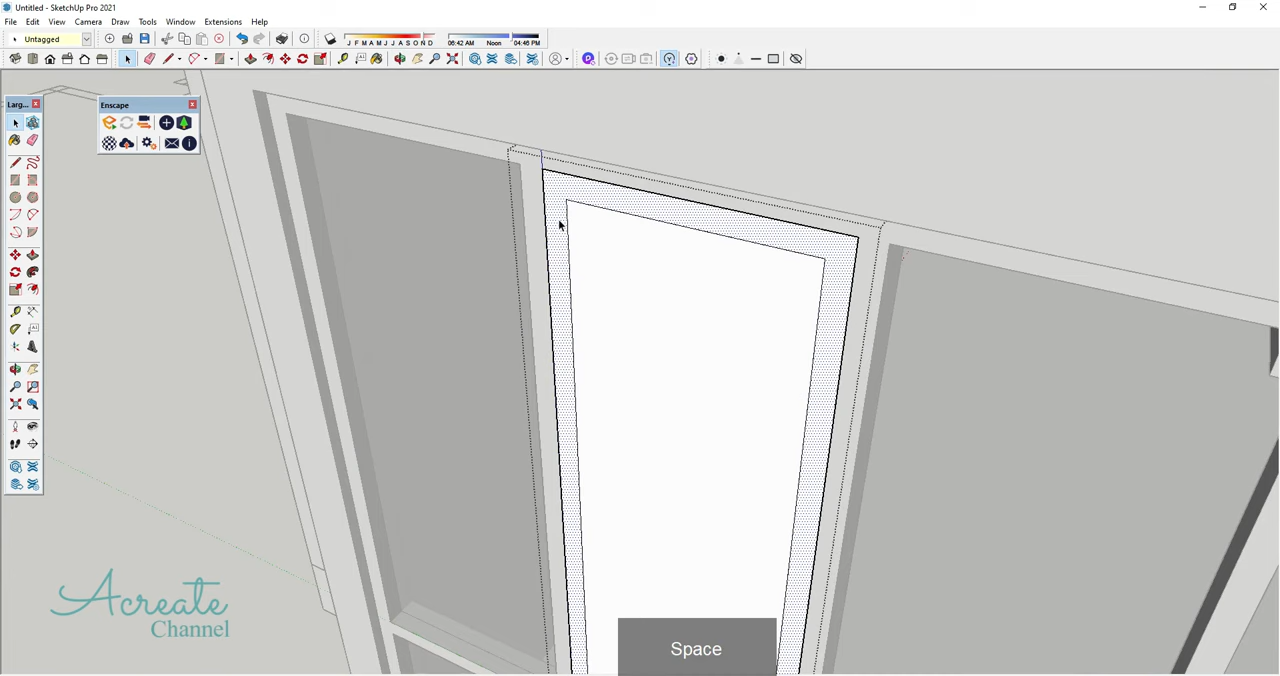 Untitled - SketchUp Pro 2021
File Edit View Camera Draw Tools Window Extensions Help
Untagged
J F M A M J J A S O N D
06:42 AM Noon 04:46 PM
Larg...
Enscape
Acreate
Channel
Space